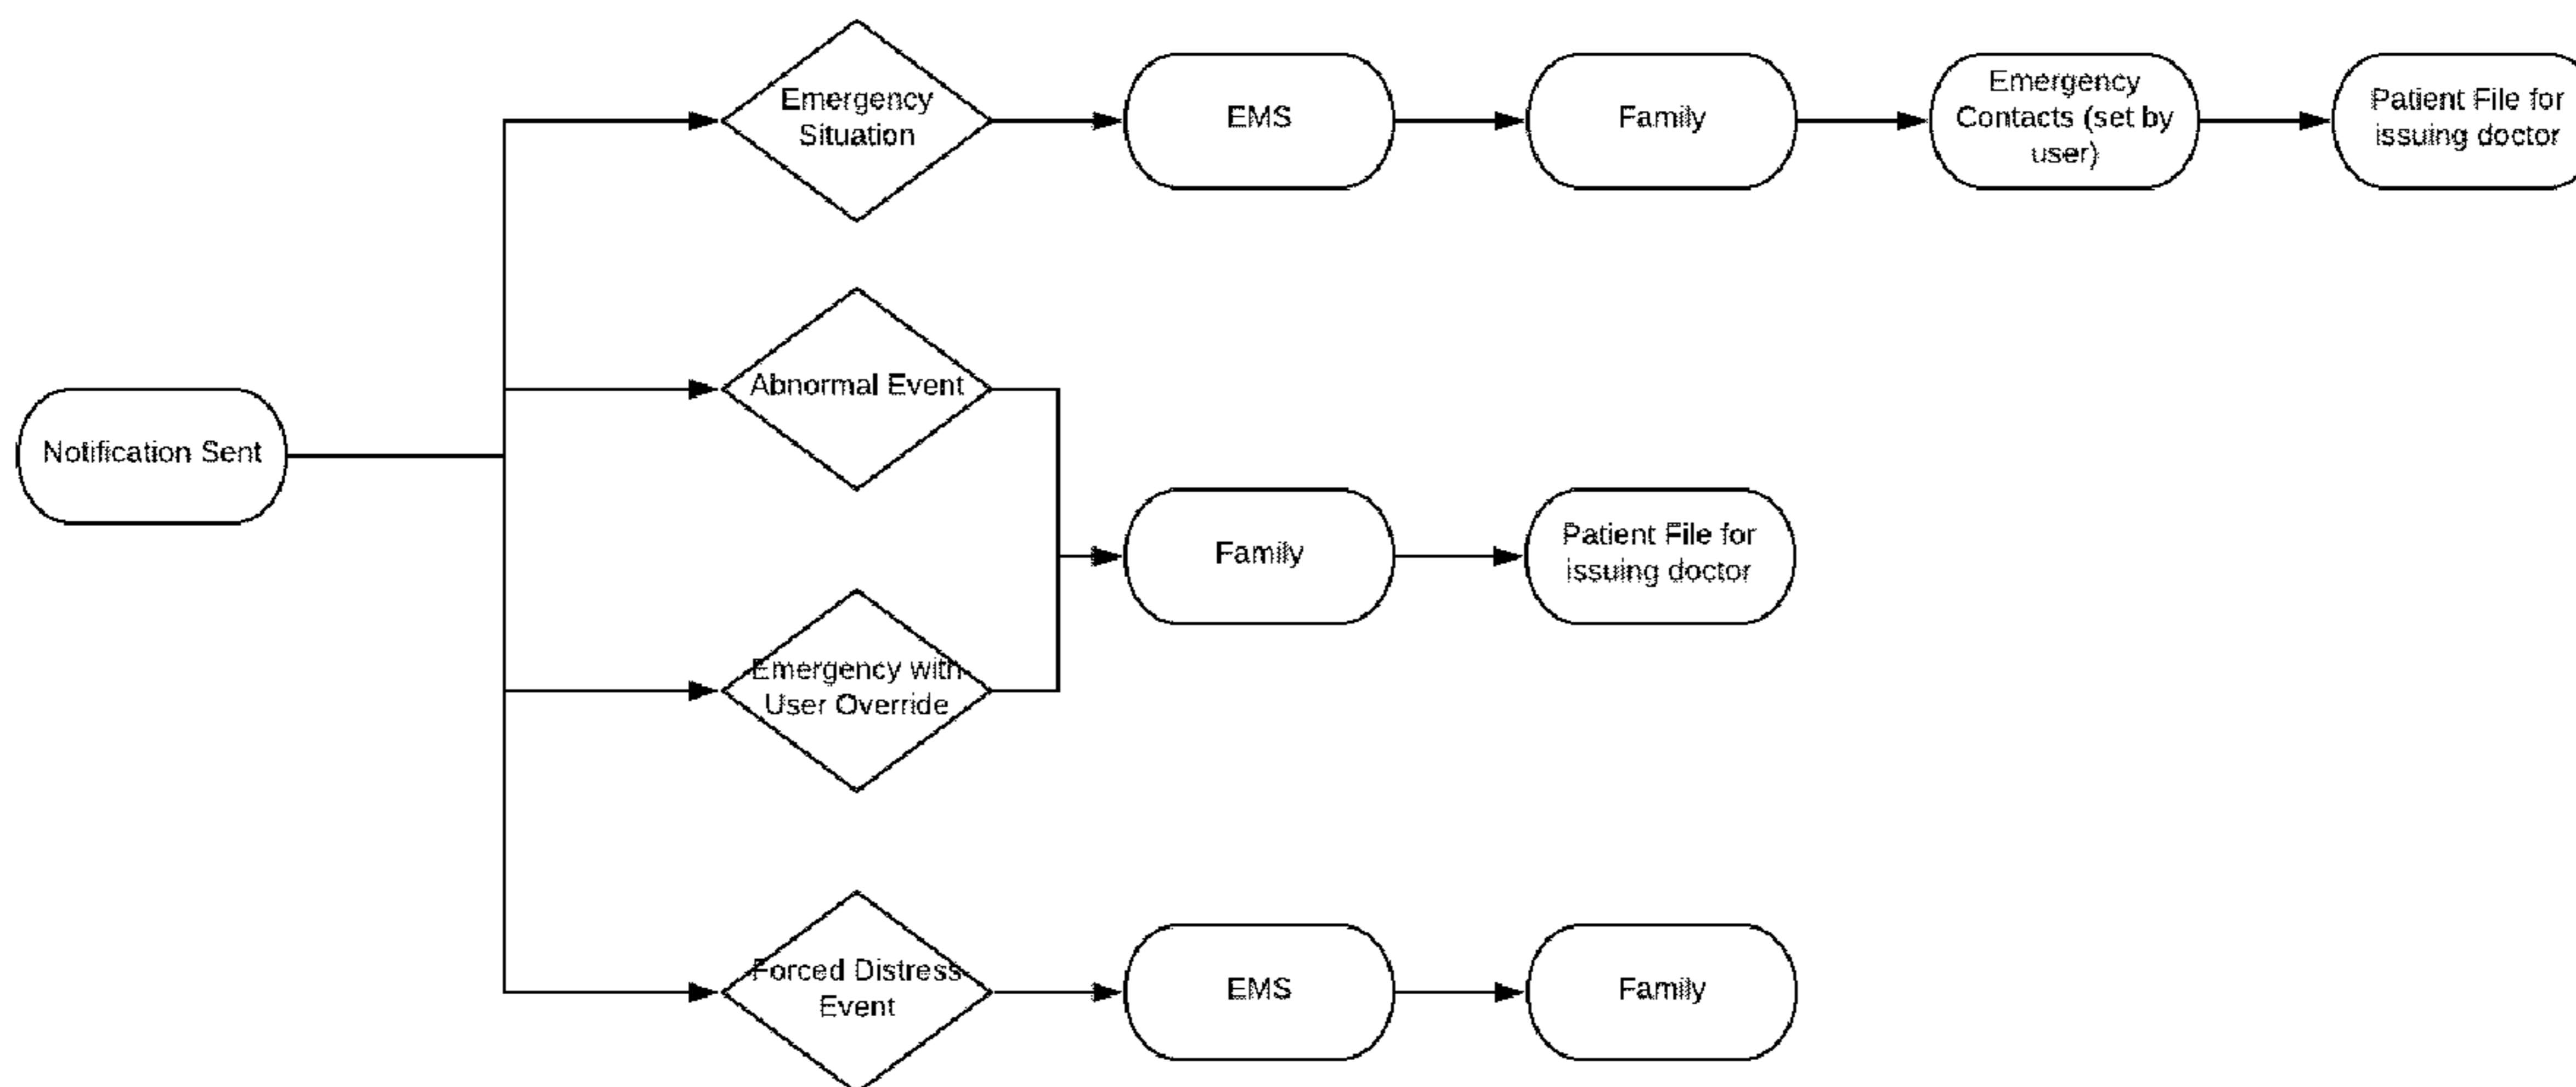 Emergency
Situation
EMS
Family
Emergency
Contacts (set by
user)
Patient File for
issuing doctor
Abnormal Event
Notification Sent
Family
Patient File for
issuing doctor
Emergency with
User Override
Forced Distress
Event
EMS
Family